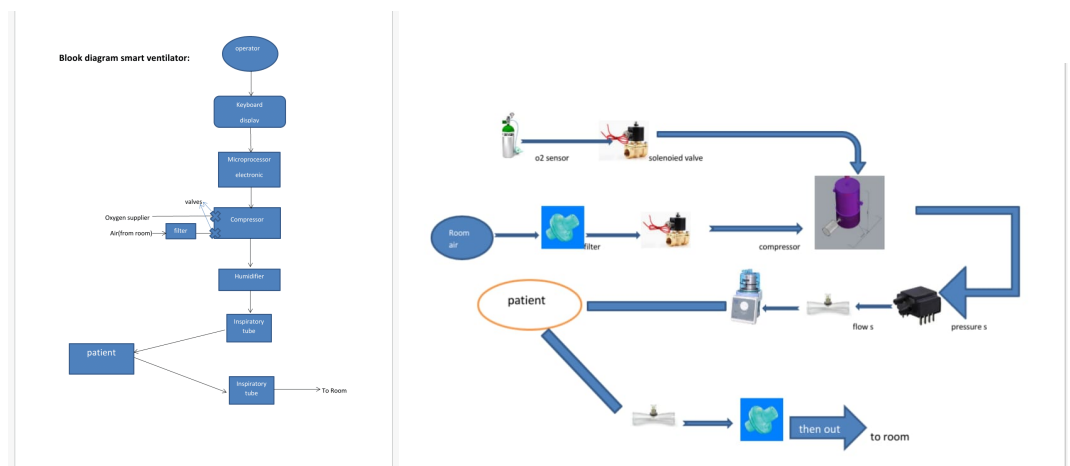 Blook diagram smart ventilator:
operator
Keyboard
display
Microprocessor
electronic
valves
Oxygen supplier
Compressor
Air(from room)
filter
Humidifier
Inspiratory
tube
patient
Inspiratory
tube
To Room
o2 sensor
solenoied valve
Room
air
filter
compressor
patient
flow s
pressure s
then out
to room